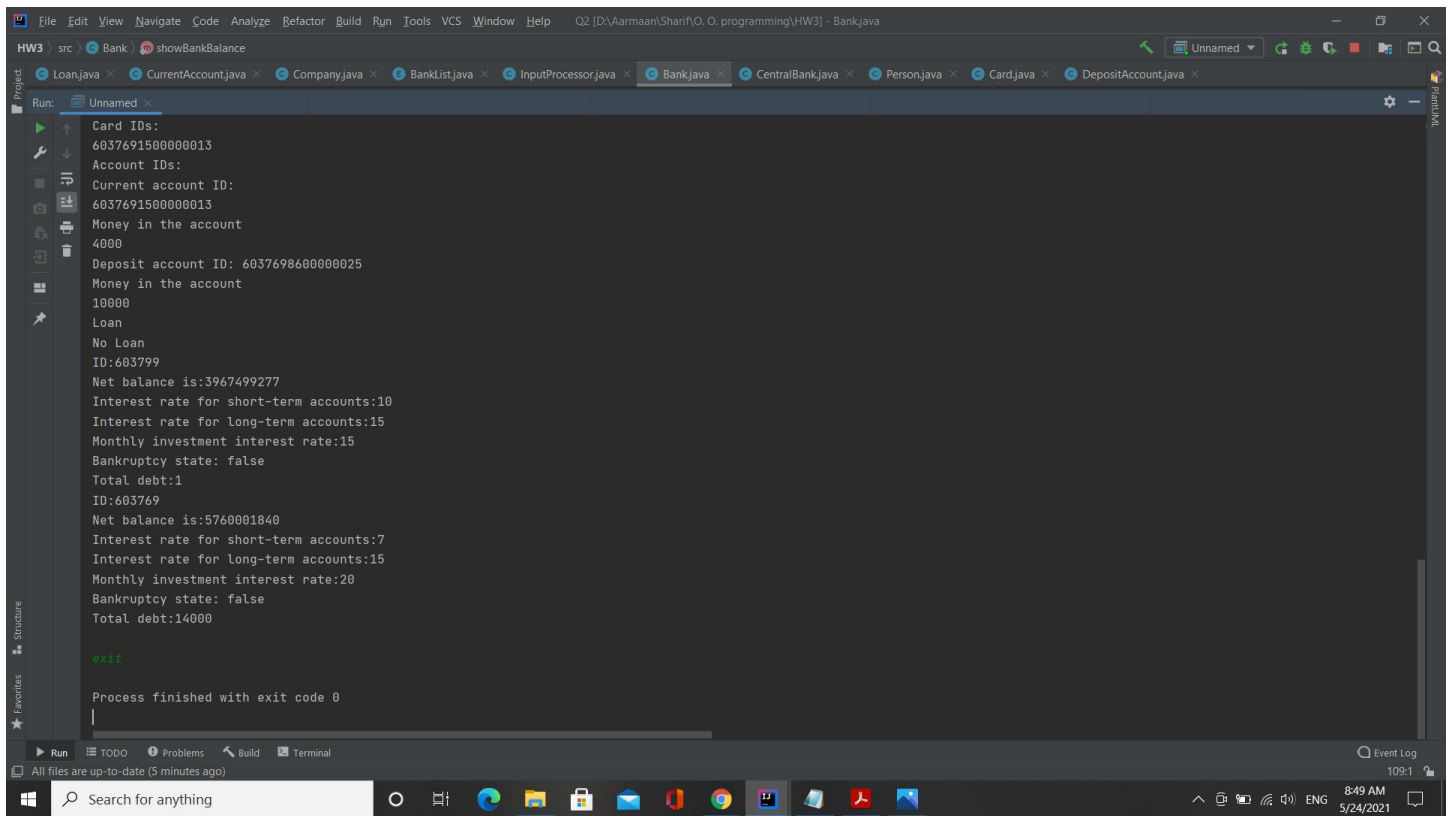 File Edit View Navigate Code Analyze Refactor Build Run Tools VCS Window Help Q2 [D:\Aarmaan\Sharif\O. O. programming\HW3] - Bank.java
HW3 src Bank showBankBalance Unnamed
Loan.java CurrentAccount.java Company.java BankList.java InputProcessor.java Bank.java CentralBank.java Person.java Card.java DepositAccount.java
Project
PlantUML
Run: Unnamed
Card IDs:
6037691500000013
Account IDs:
Current account ID:
6037691500000013
Money in the account
4000
Deposit account ID: 6037698600000025
Money in the account
10000
Loan
No Loan
ID:603799
Net balance is:3967499277
Interest rate for short-term accounts:10
Interest rate for long-term accounts:15
Monthly investment interest rate:15
Bankruptcy state: false
Total debt:1
ID:603769
Net balance is:5760001840
Interest rate for short-term accounts:7
Interest rate for long-term accounts:15
Monthly investment interest rate:20
Bankruptcy state: false
Total debt:14000
exit
Process finished with exit code 0
Structure
Favorites
Run TODO Problems Build Terminal Event Log
All files are up-to-date (5 minutes ago) 109:1
Search for anything ENG 8:49 AM
5/24/2021